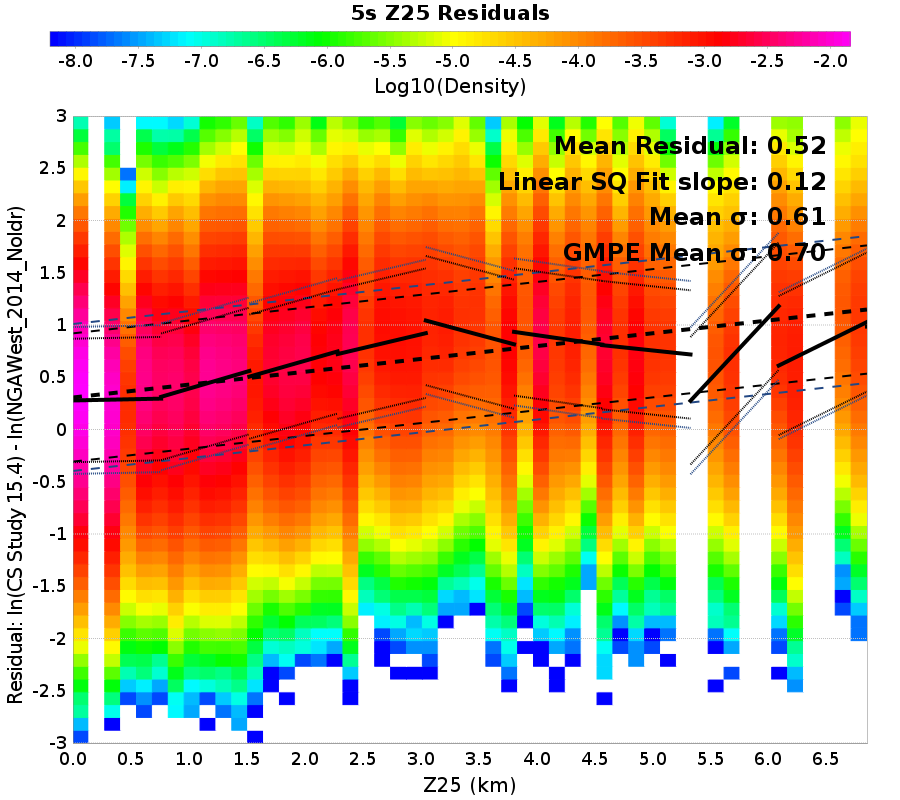 5s Z25 Residuals
-8.0 -7.5 -7.0 -6.5 -6.0 -5.5 -5.0 -4.5 -4.0 -3.5 -3.0 -2.5 -2.0
Log10(Density)
Mean Residual: 0.52
Linear SQ Fit slope: 0.12
Mean σ: 0.61
GMPE Mean σ: 0.70
Residual: ln(CS Study 15.4) - ln(NGAWest_2014_NoIdr)
3
2.5
2
1.5
1
0.5
0
-0.5
-1
-1.5
-2
-2.5
-3
0.0 0.5 1.0 1.5 2.0 2.5 3.0 3.5 4.0 4.5 5.0 5.5 6.0 6.5
Z25 (km)